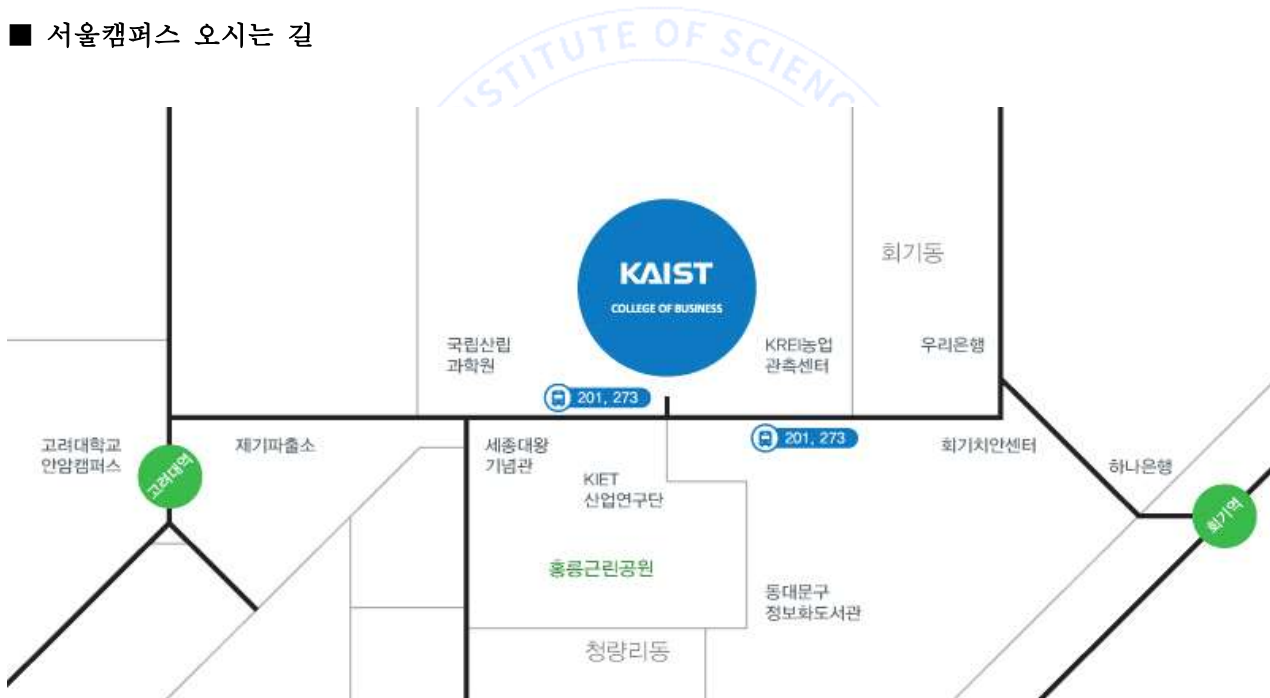 ■ 서울캠퍼스 오시는 길
STITUTE OF SCIENC
KAIST
COLLEGE OF BUSINESS
회기동
국립산림
과학원
KREI농업
관측센터
우리은행
201, 273
201, 273
고려대학교
안암캠퍼스
고려대역
제기파출소
세종대왕
기념관
KIET
산업연구단
회기치안센터
하나은행
회기역
홍릉근린공원
동대문구
정보화도서관
청량리동